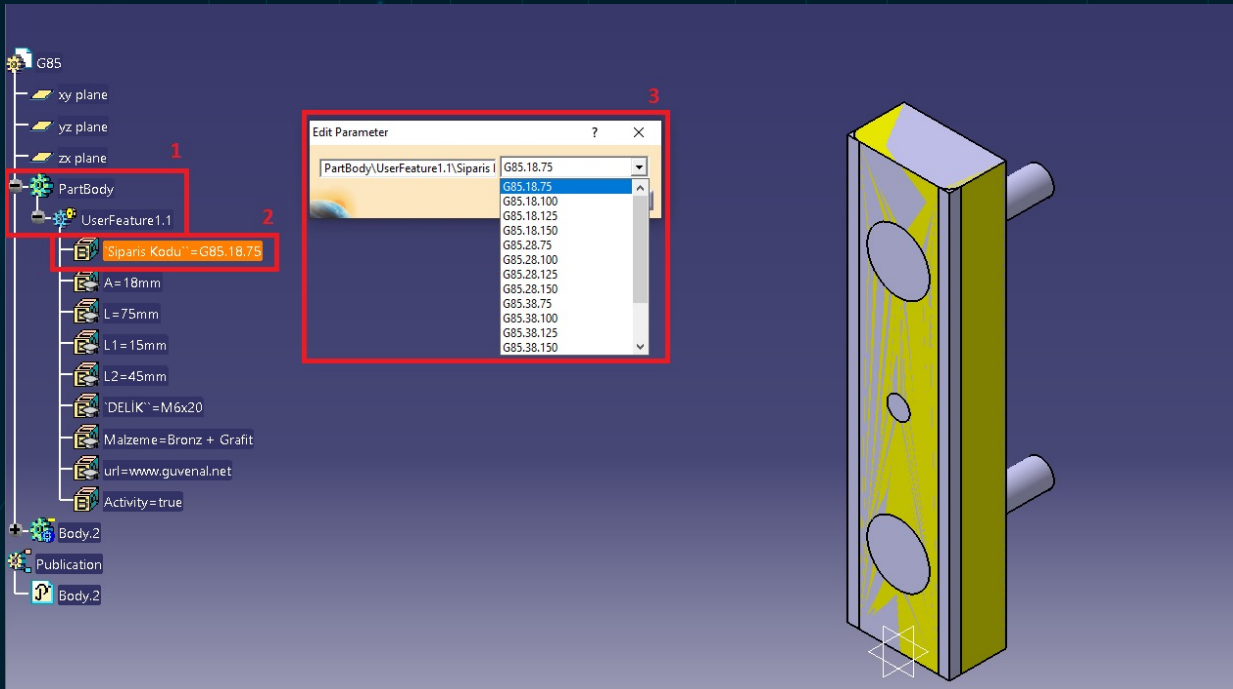 G85
xy plane
yz plane
zx plane
1
PartBody
UserFeature1.1
2
`Siparis Kodu``=G85.18.75
A=18mm
L=75mm
L1=15mm
L2=45mm
`DELİK``=M6x20
Malzeme=Bronz + Grafit
url=www.guvenal.net
Activity=true
Body.2
Publication
Body.2
3
Edit Parameter ? X
PartBody\UserFeature1.1\Siparis G85.18.75
G85.18.75
G85.18.100
G85.18.125
G85.18.150
G85.28.75
G85.28.100
G85.28.125
G85.28.150
G85.38.75
G85.38.100
G85.38.125
G85.38.150